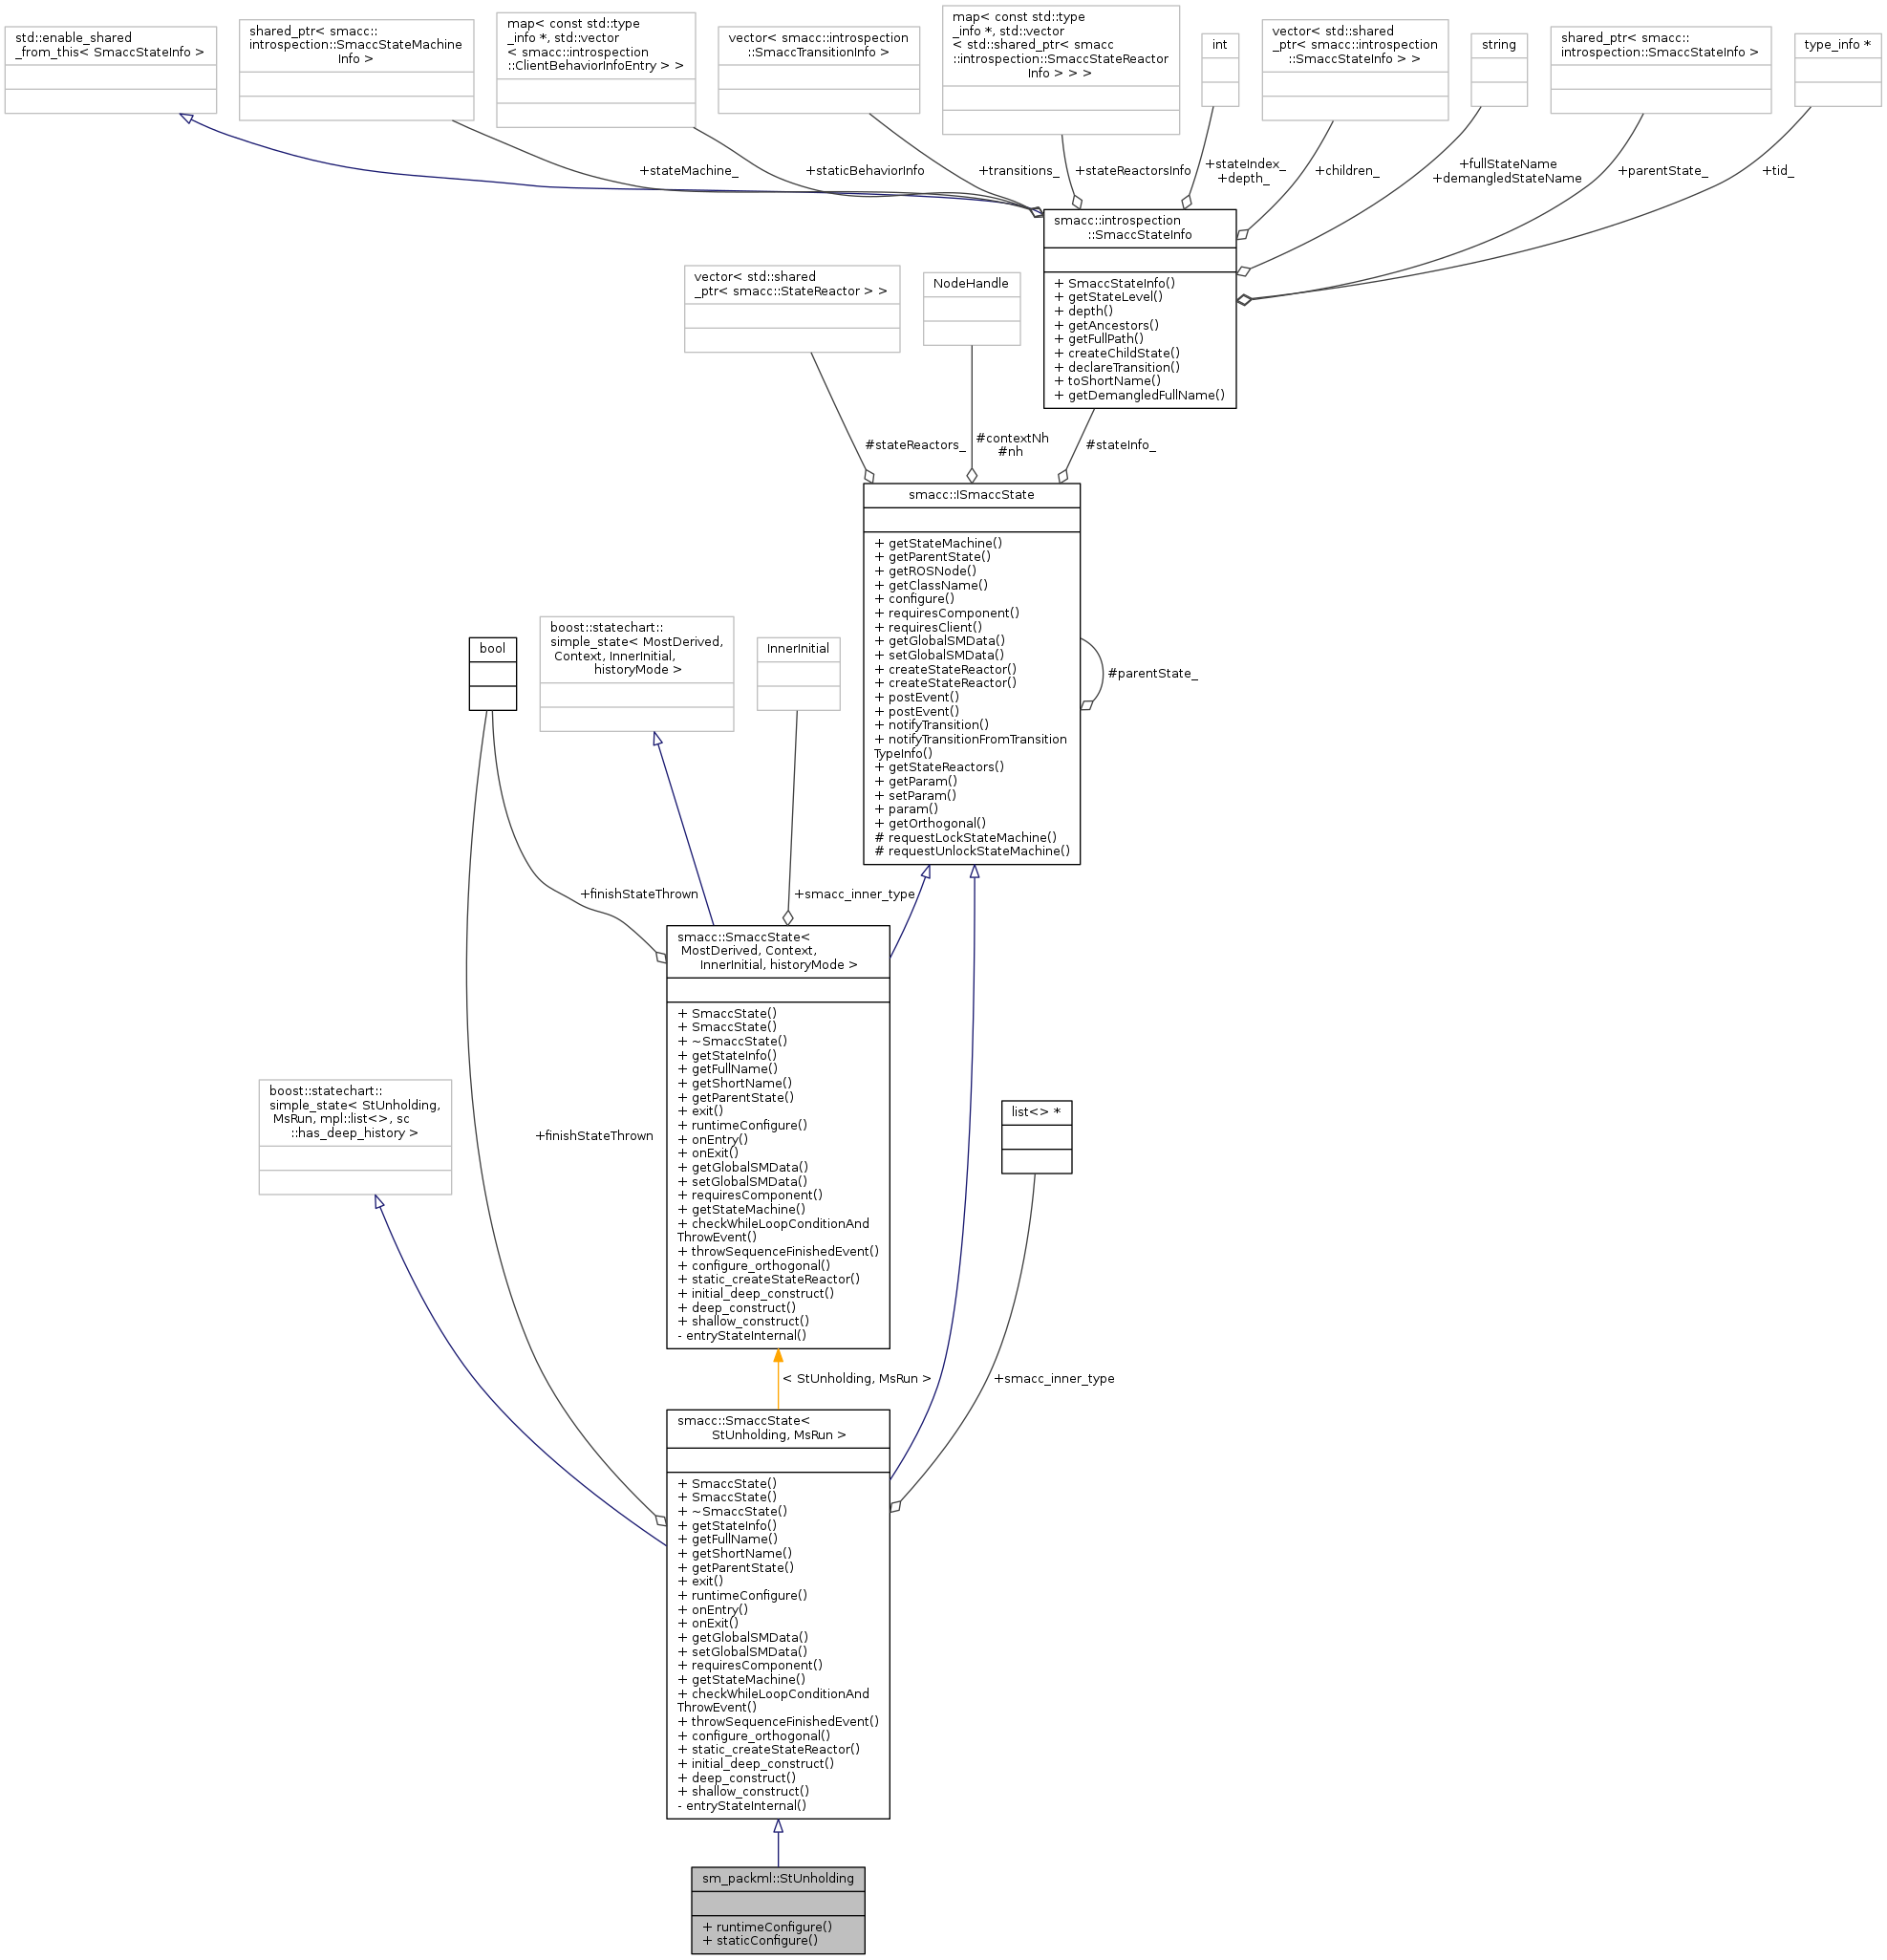 std::enable_shared
_from_this< SmaccStateInfo >
shared_ptr< smacc::
introspection::SmaccStateMachine
Info >
map< const std::type
_info *, std::vector
< smacc::introspection
::ClientBehaviorInfoEntry > >
vector< smacc::introspection
::SmaccTransitionInfo >
map< const std::type
_info *, std::vector
< std::shared_ptr< smacc
::introspection::SmaccStateReactor
Info > > >
int
vector< std::shared
_ptr< smacc::introspection
::SmaccStateInfo > >
string
shared_ptr< smacc::
introspection::SmaccStateInfo >
type_info *
+stateMachine_
+staticBehaviorInfo
+transitions_
+stateReactorsInfo
+stateIndex_
+depth_
+children_
+fullStateName
+demangledStateName
+parentState_
+tid_
smacc::introspection
::SmaccStateInfo
+ SmaccStateInfo()
+ getStateLevel()
+ depth()
+ getAncestors()
+ getFullPath()
+ createChildState()
+ declareTransition()
+ toShortName()
+ getDemangledFullName()
vector< std::shared
_ptr< smacc::StateReactor > >
NodeHandle
#stateReactors_
#contextNh
#nh
#stateInfo_
smacc::ISmaccState
+ getStateMachine()
+ getParentState()
+ getROSNode()
+ getClassName()
+ configure()
+ requiresComponent()
+ requiresClient()
+ getGlobalSMData()
+ setGlobalSMData()
+ createStateReactor()
+ createStateReactor()
+ postEvent()
+ postEvent()
+ notifyTransition()
+ notifyTransitionFromTransition
TypeInfo()
+ getStateReactors()
+ getParam()
+ setParam()
+ param()
+ getOrthogonal()
# requestLockStateMachine()
# requestUnlockStateMachine()
#parentState_
bool
boost::statechart::
simple_state< MostDerived,
Context, InnerInitial,
historyMode >
InnerInitial
+finishStateThrown
+smacc_inner_type
smacc::SmaccState<
MostDerived, Context,
InnerInitial, historyMode >
+ SmaccState()
+ SmaccState()
+ ~SmaccState()
+ getStateInfo()
+ getFullName()
+ getShortName()
+ getParentState()
+ exit()
+ runtimeConfigure()
+ onEntry()
+ onExit()
+ getGlobalSMData()
+ setGlobalSMData()
+ requiresComponent()
+ getStateMachine()
+ checkWhileLoopConditionAnd
ThrowEvent()
+ throwSequenceFinishedEvent()
+ configure_orthogonal()
+ static_createStateReactor()
+ initial_deep_construct()
+ deep_construct()
+ shallow_construct()
- entryStateInternal()
boost::statechart::
simple_state< StUnholding,
MsRun, mpl::list<>, sc
::has_deep_history >
+finishStateThrown
list<> *
< StUnholding, MsRun >
+smacc_inner_type
smacc::SmaccState<
StUnholding, MsRun >
+ SmaccState()
+ SmaccState()
+ ~SmaccState()
+ getStateInfo()
+ getFullName()
+ getShortName()
+ getParentState()
+ exit()
+ runtimeConfigure()
+ onEntry()
+ onExit()
+ getGlobalSMData()
+ setGlobalSMData()
+ requiresComponent()
+ getStateMachine()
+ checkWhileLoopConditionAnd
ThrowEvent()
+ throwSequenceFinishedEvent()
+ configure_orthogonal()
+ static_createStateReactor()
+ initial_deep_construct()
+ deep_construct()
+ shallow_construct()
- entryStateInternal()
sm_packml::StUnholding
+ runtimeConfigure()
+ staticConfigure()